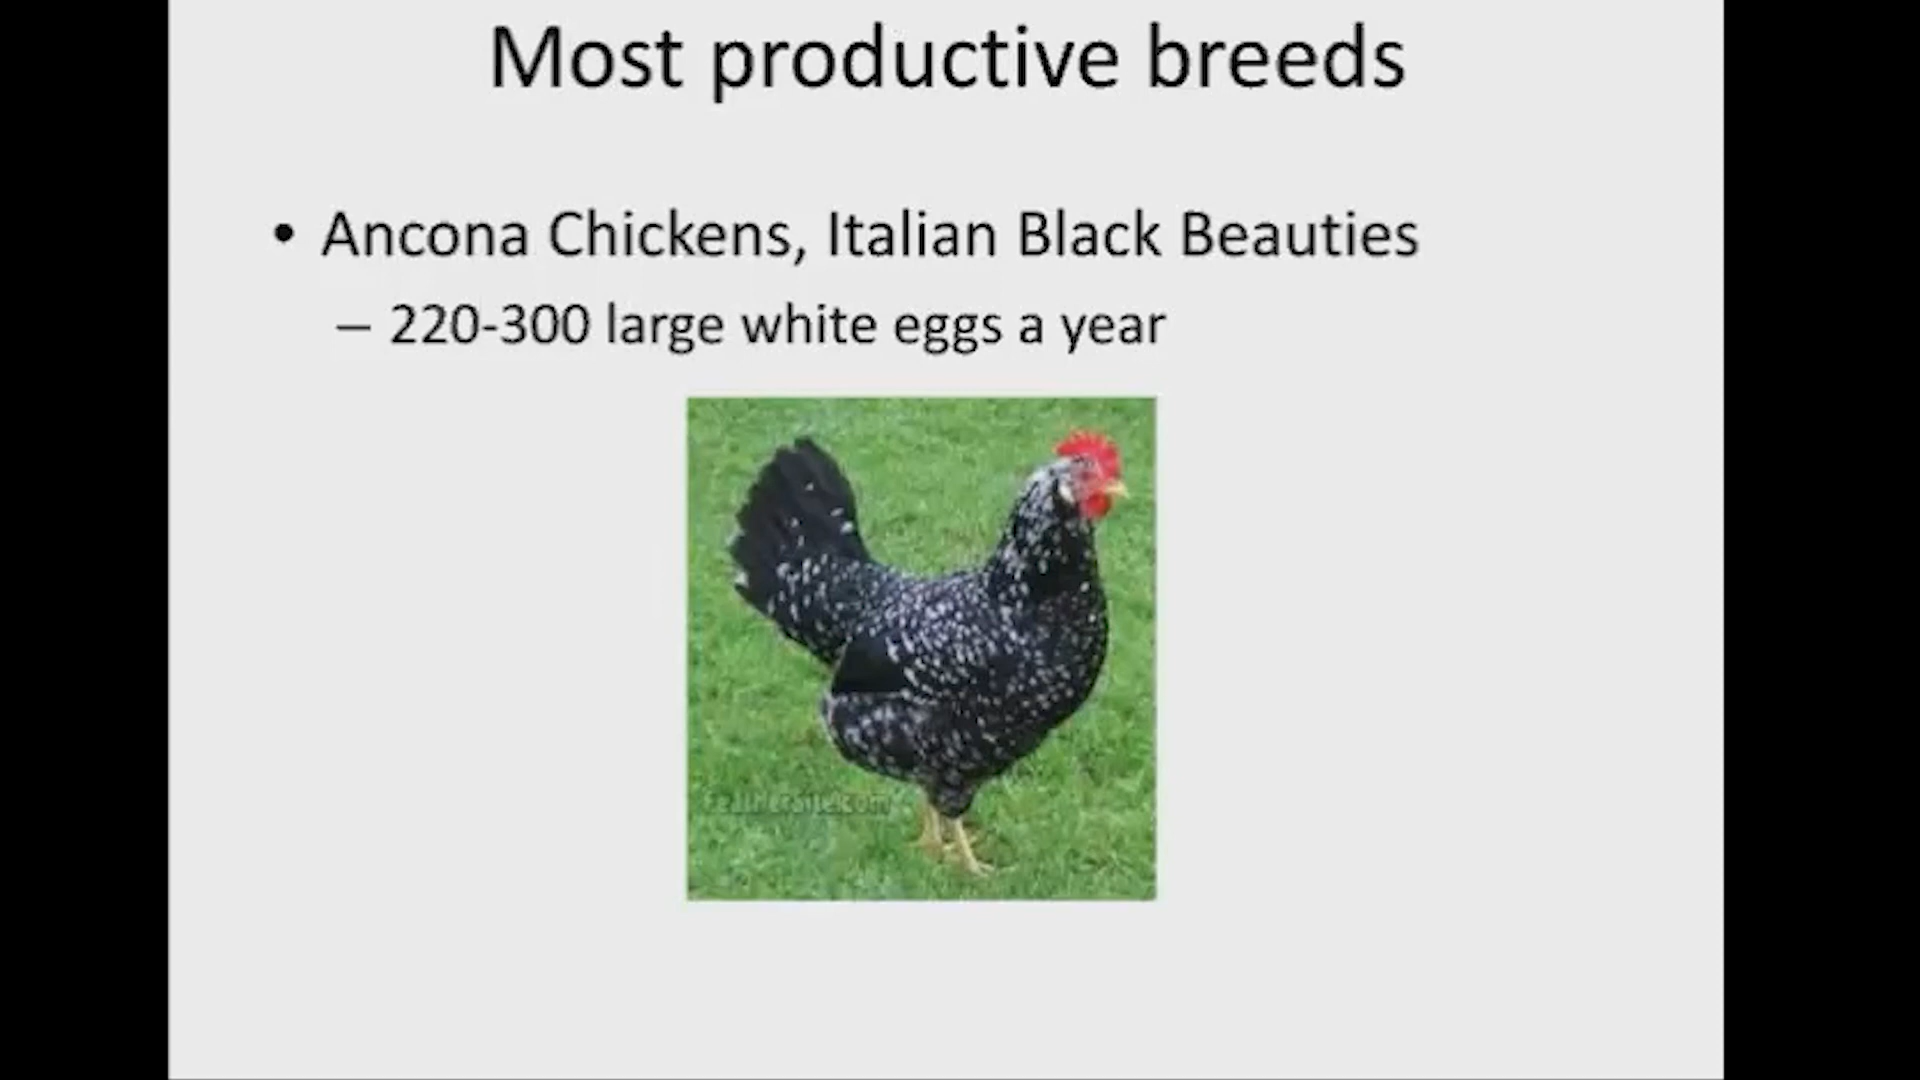 Most productive breeds
• Ancona Chickens, Italian Black Beauties
– 220-300 large white eggs a year